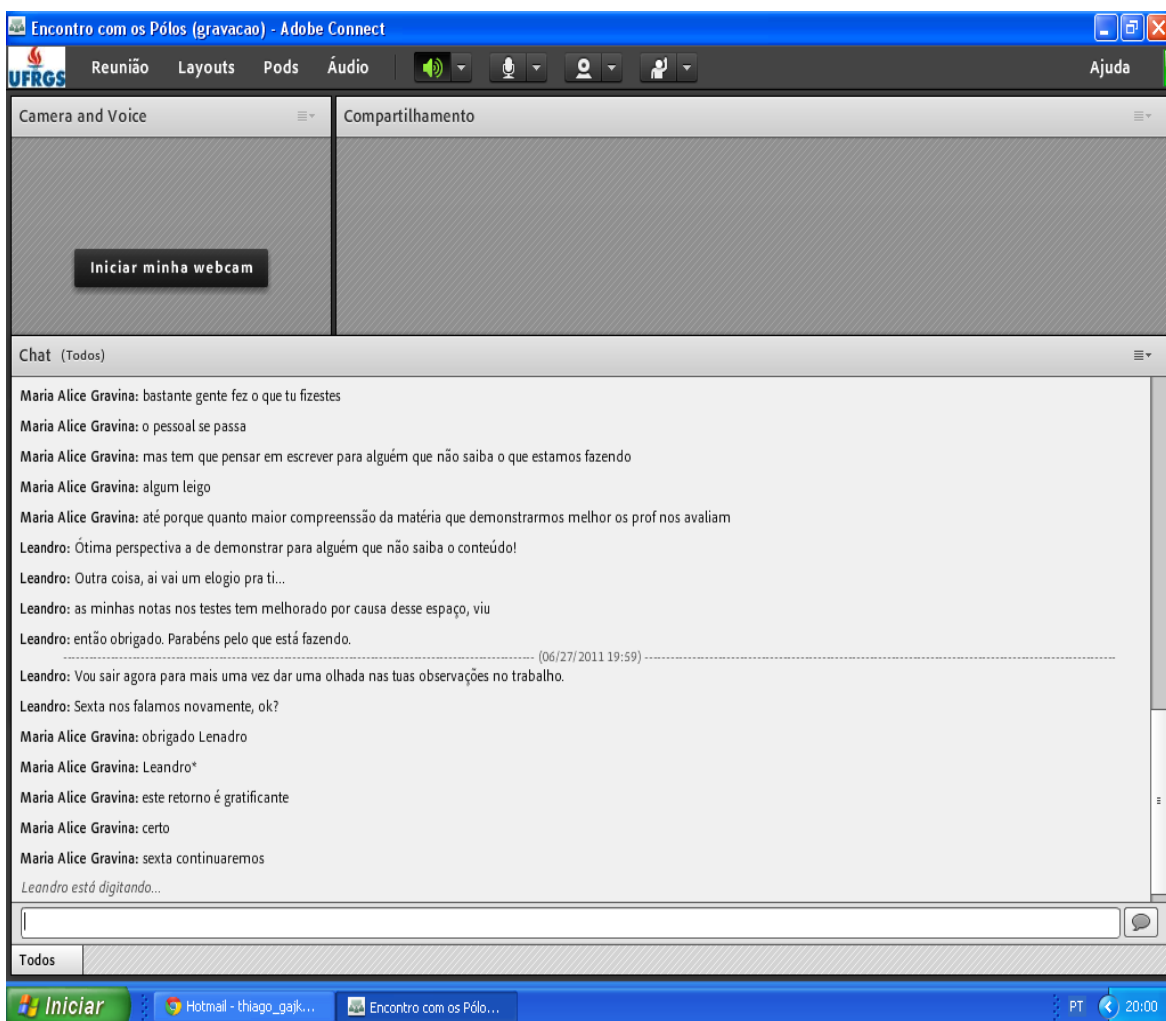 Encontro com os Pólos (gravacao) - Adobe Connect
UFRGS Reunião Layouts Pods Áudio Ajuda
Camera and Voice
Compartilhamento
Iniciar minha webcam
Chat (Todos)
Maria Alice Gravina: bastante gente fez o que tu fizestes
Maria Alice Gravina: o pessoal se passa
Maria Alice Gravina: mas tem que pensar em escrever para alguém que não saiba o que estamos fazendo
Maria Alice Gravina: algum leigo
Maria Alice Gravina: até porque quanto maior compreenssão da matéria que demonstrarmos melhor os prof nos avaliam
Leandro: Ótima perspectiva a de demonstrar para alguém que não saiba o conteúdo!
Leandro: Outra coisa, ai vai um elogio pra ti...
Leandro: as minhas notas nos testes tem melhorado por causa desse espaço, viu
Leandro: então obrigado. Parabéns pelo que está fazendo.
(06/27/2011 19:59)
Leandro: Vou sair agora para mais uma vez dar uma olhada nas tuas observações no trabalho.
Leandro: Sexta nos falamos novamente, ok?
Maria Alice Gravina: obrigado Lenadro
Maria Alice Gravina: Leandro*
Maria Alice Gravina: este retorno é gratificante
Maria Alice Gravina: certo
Maria Alice Gravina: sexta continuaremos
Leandro está digitando...
Todos
Iniciar Hotmail - thiago_gajk... Encontro com os Pólo... PT 20:00